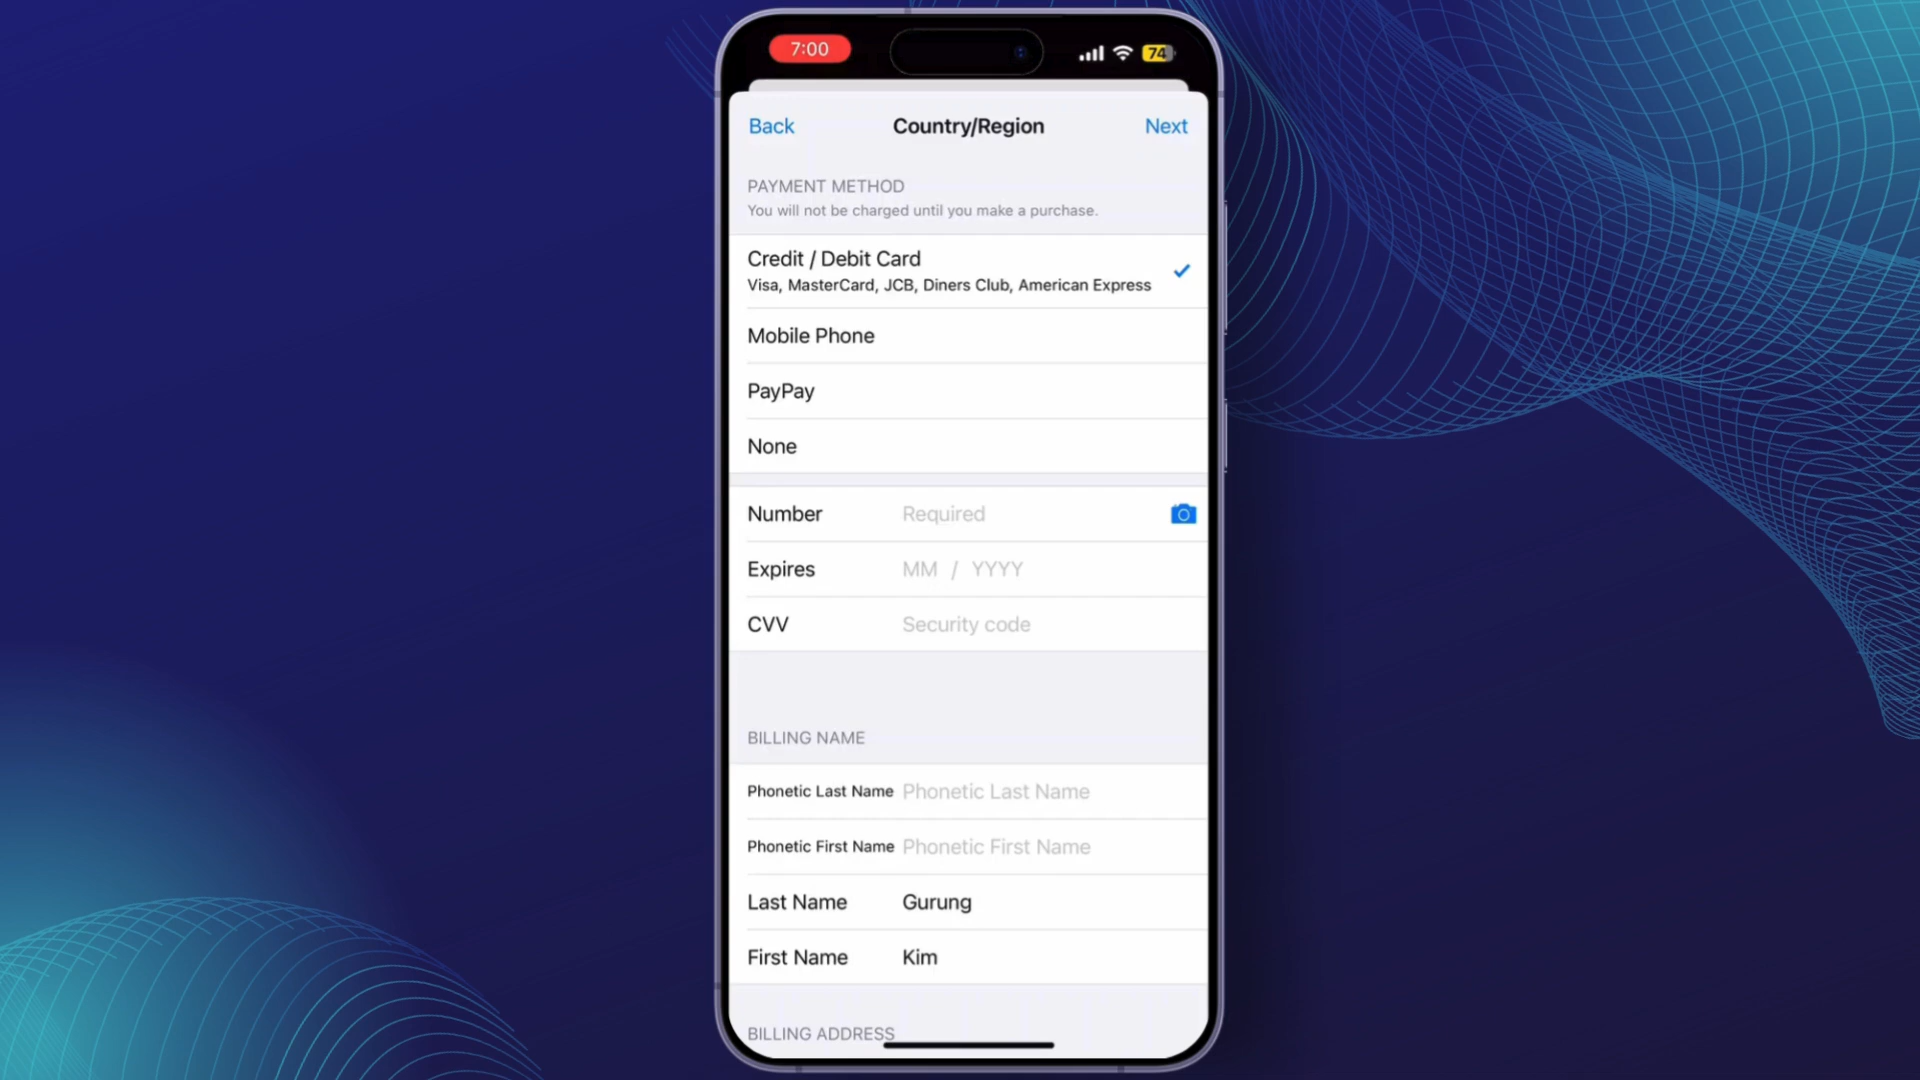 7:00
74
Back Country/Region Next
PAYMENT METHOD
You will not be charged until you make a purchase.
Credit / Debit Card
Visa, MasterCard, JCB, Diners Club, American Express
Mobile Phone
PayPay
None
Number Required
Expires MM / YYYY
CVV Security code
BILLING NAME
Phonetic Last Name Phonetic Last Name
Phonetic First Name Phonetic First Name
Last Name Gurung
First Name Kim
BILLING ADDRESS